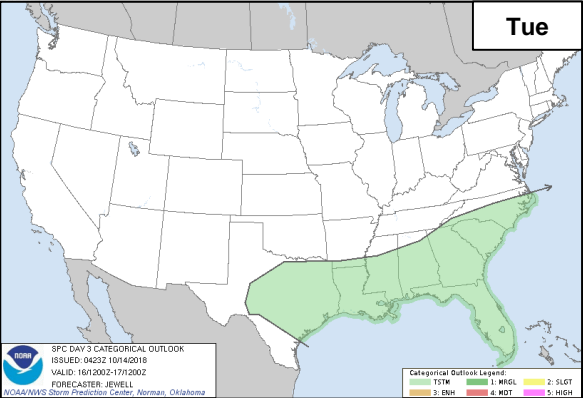 Tue
SPC DAY 3 CATEGORICAL OUTLOOK
ISSUED: 0423Z 10/14/2018
VALID: 16/1200Z-17/1200Z
FORECASTER: JEWELL
NOAA/NWS Storm Prediction Center, Norman, Oklahoma
NOAA
Categorical Outlook Legend:
TSTM 1: MRGL 2: SLGT
3: ENH 4: MDT 5: HIGH